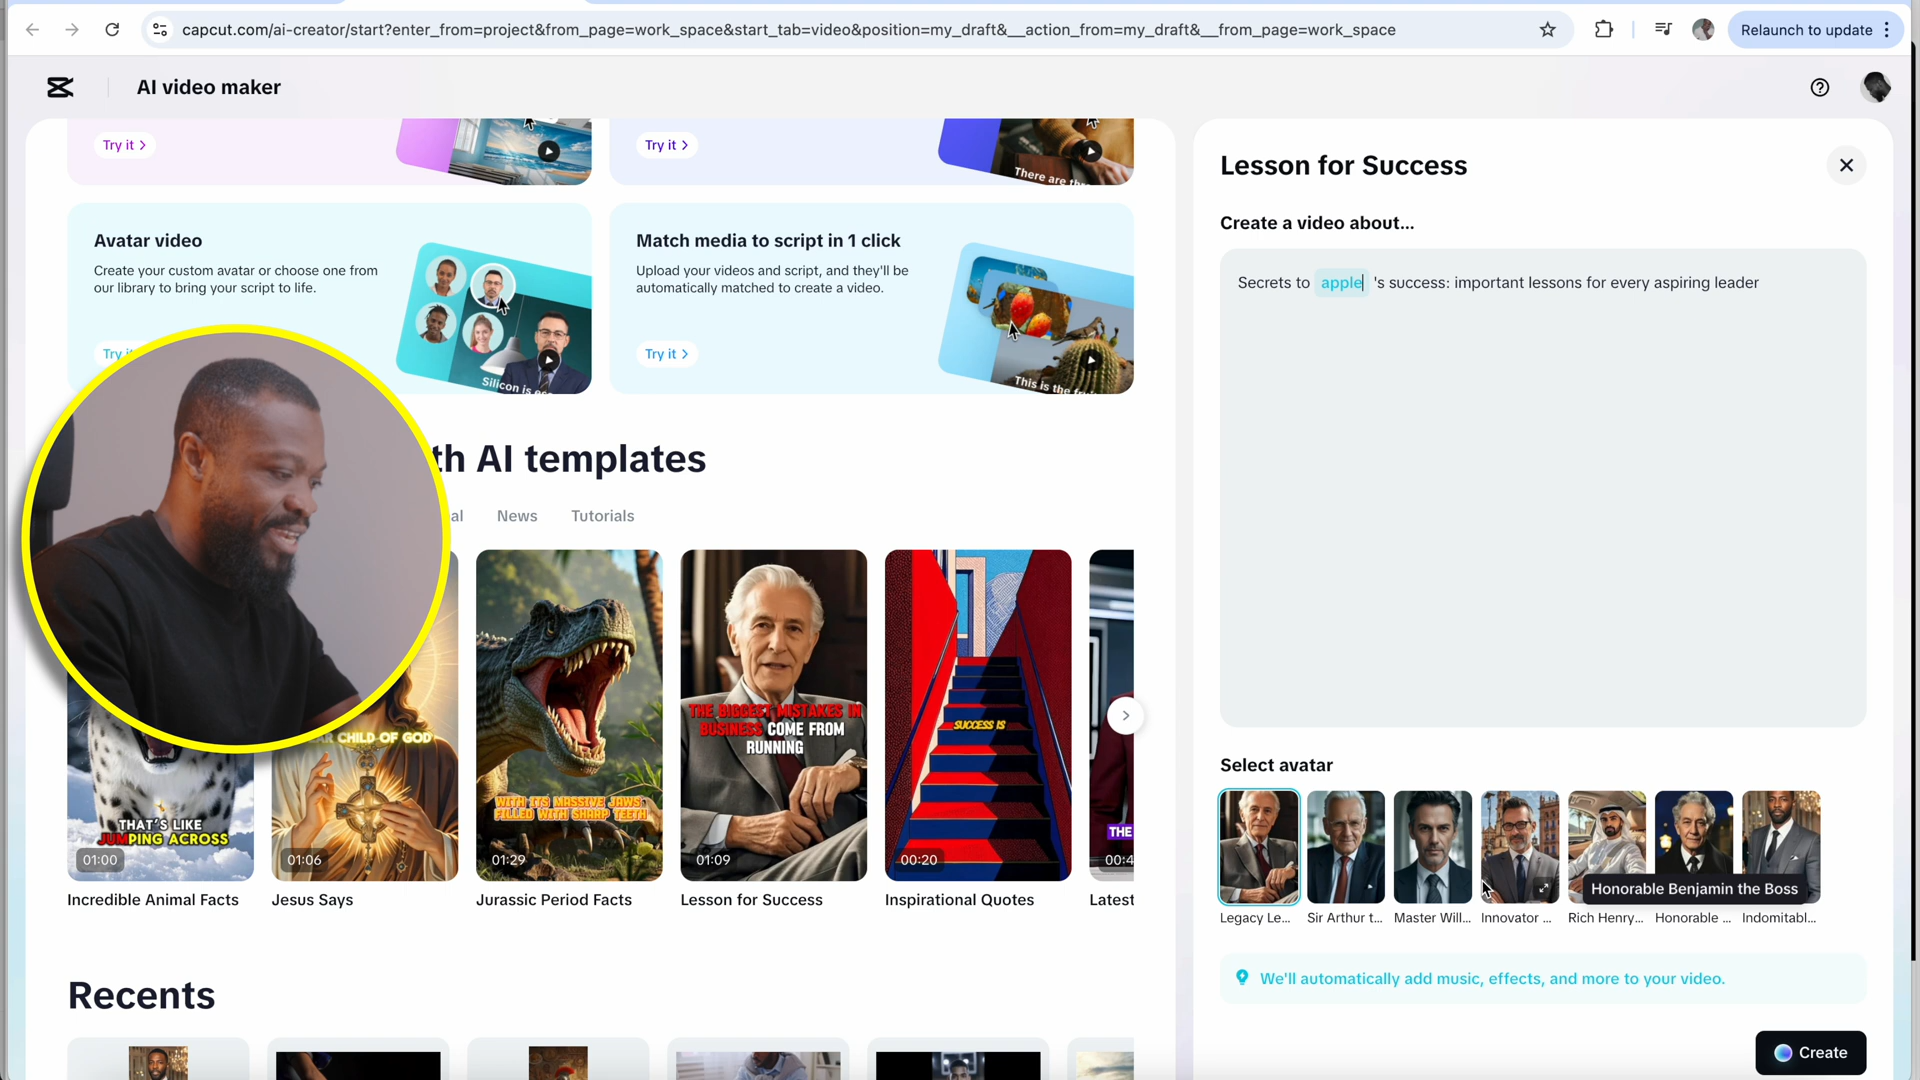 capcut.com/ai-creator/start?enter_from=project&from_page=work_space&start_tab=video&position=my_draft&__action_from=my_draft&__from_page=work_space
Relaunch to update
AI video maker
Try it >
Try it >
There are
Avatar video
Create your custom avatar or choose one from
our library to bring your script to life.
Silicon is
Match media to script in 1 click
Upload your videos and script, and they'll be
automatically matched to create a video.
Try it >
This is the
th AI templates
al
News
Tutorials
THAT'S LIKE
JUMPING ACROSS
01:00
Incredible Animal Facts
CHILD OF GOD
01:06
Jesus Says
WITH ITS MASSIVE JAWS,
FILLED WITH SHARP TEETH
01:29
Jurassic Period Facts
THE BIGGEST MISTAKES IN
BUSINESS COME FROM
RUNNING
01:09
Lesson for Success
SUCCESS IS
00:20
Inspirational Quotes
THE
00:4
Latest
Recents
Lesson for Success
Create a video about...
Secrets to apple 's success: important lessons for every aspiring leader
Select avatar
Honorable Benjamin the Boss
Legacy Le...
Sir Arthur t...
Master Will...
Innovator ...
Rich Henry...
Honorable ...
Indomitabl...
We'll automatically add music, effects, and more to your video.
Create